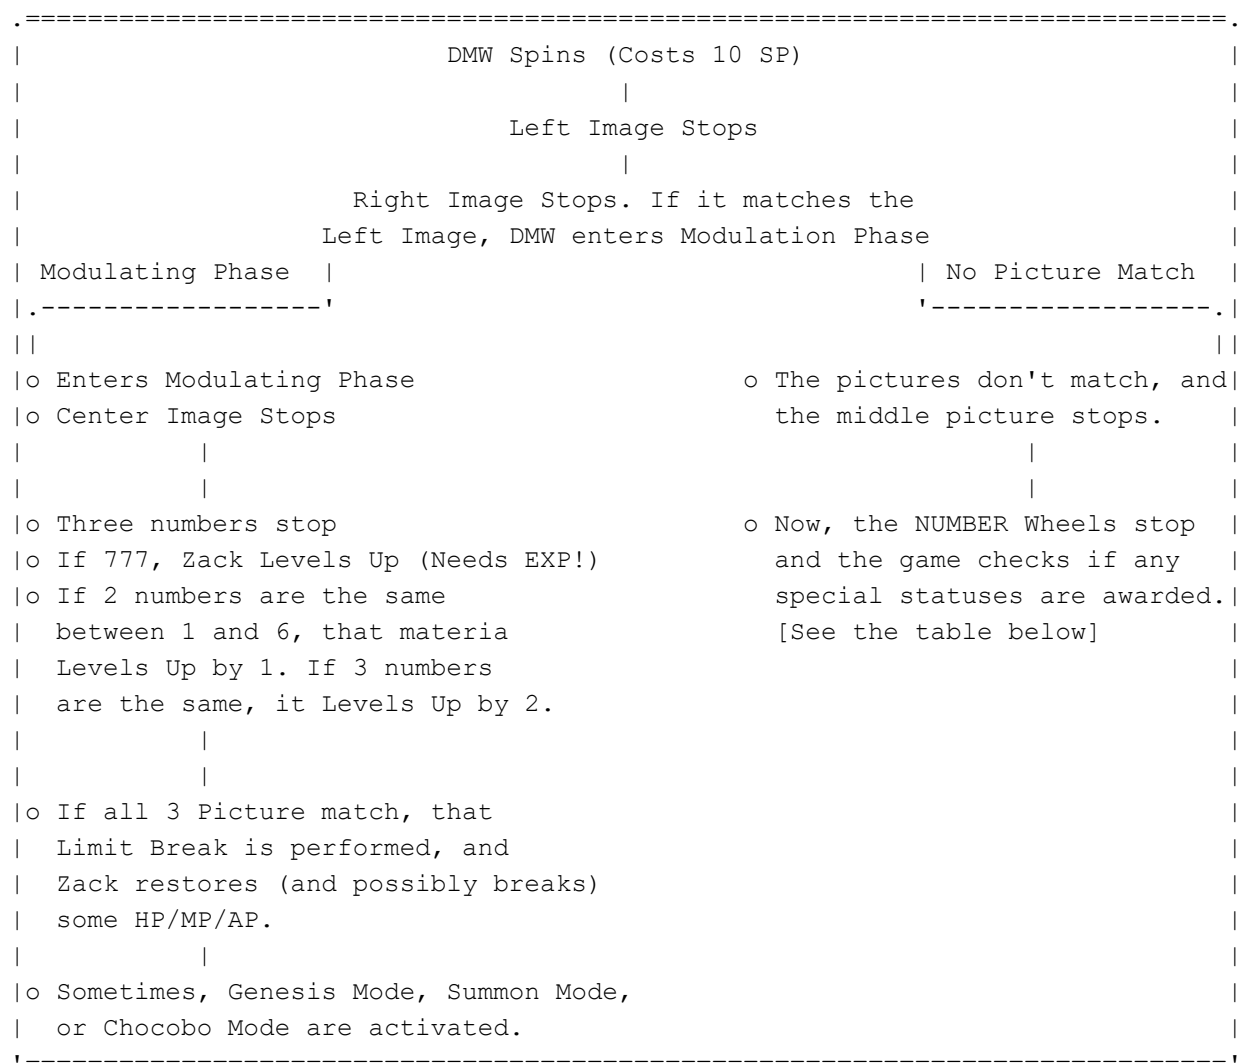 .=============================================================================.
|                           DMW Spins (Costs 10 SP)                           |
|                                      |                                      |
|                               Left Image Stops                              |
|                                      |                                      |
|                     Right Image Stops. If it matches the                    |
|                   Left Image, DMW enters Modulation Phase                   |
| Modulating Phase  |                                     | No Picture Match  |
|.------------------'                                     '------------------.|
||                                                                           ||
|o Enters Modulating Phase                     o The pictures don't match, and|
|o Center Image Stops                            the middle picture stops.    |
|           |                                                    |            |
|           |                                                    |            |
|o Three numbers stop                          o Now, the NUMBER Wheels stop  |
|o If 777, Zack Levels Up (Needs EXP!)           and the game checks if any   |
|o If 2 numbers are the same                     special statuses are awarded.|
|  between 1 and 6, that materia                 [See the table below]        |
|  Levels Up by 1. If 3 numbers                                               |
|  are the same, it Levels Up by 2.                                           |
|           |                                                                 |
|           |                                                                 |
|o If all 3 Picture match, that                                               |
|  Limit Break is performed, and                                              |
|  Zack restores (and possibly breaks)                                        |
|  some HP/MP/AP.                                                             |
|           |                                                                 |
|o Sometimes, Genesis Mode, Summon Mode,                                      |
|  or Chocobo Mode are activated.                                             |
'============================================================================='